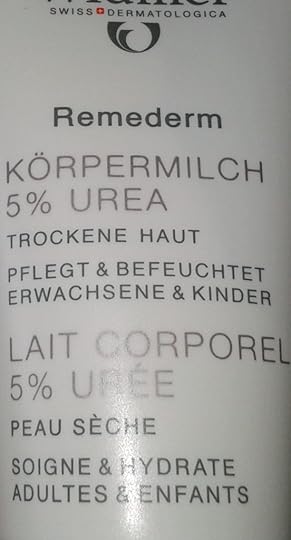 SWISS DERMATOLOGICA
Remederm
KÖRPERMILCH
5% UREA
TROCKENE HAUT
PFLEGT & BEFEUCHTET
ERWACHSENE & KINDER
LAIT CORPOREL
5% URÉE
PEAU SÈCHE
SOIGNE & HYDRATE
ADULTES & ENFANTS